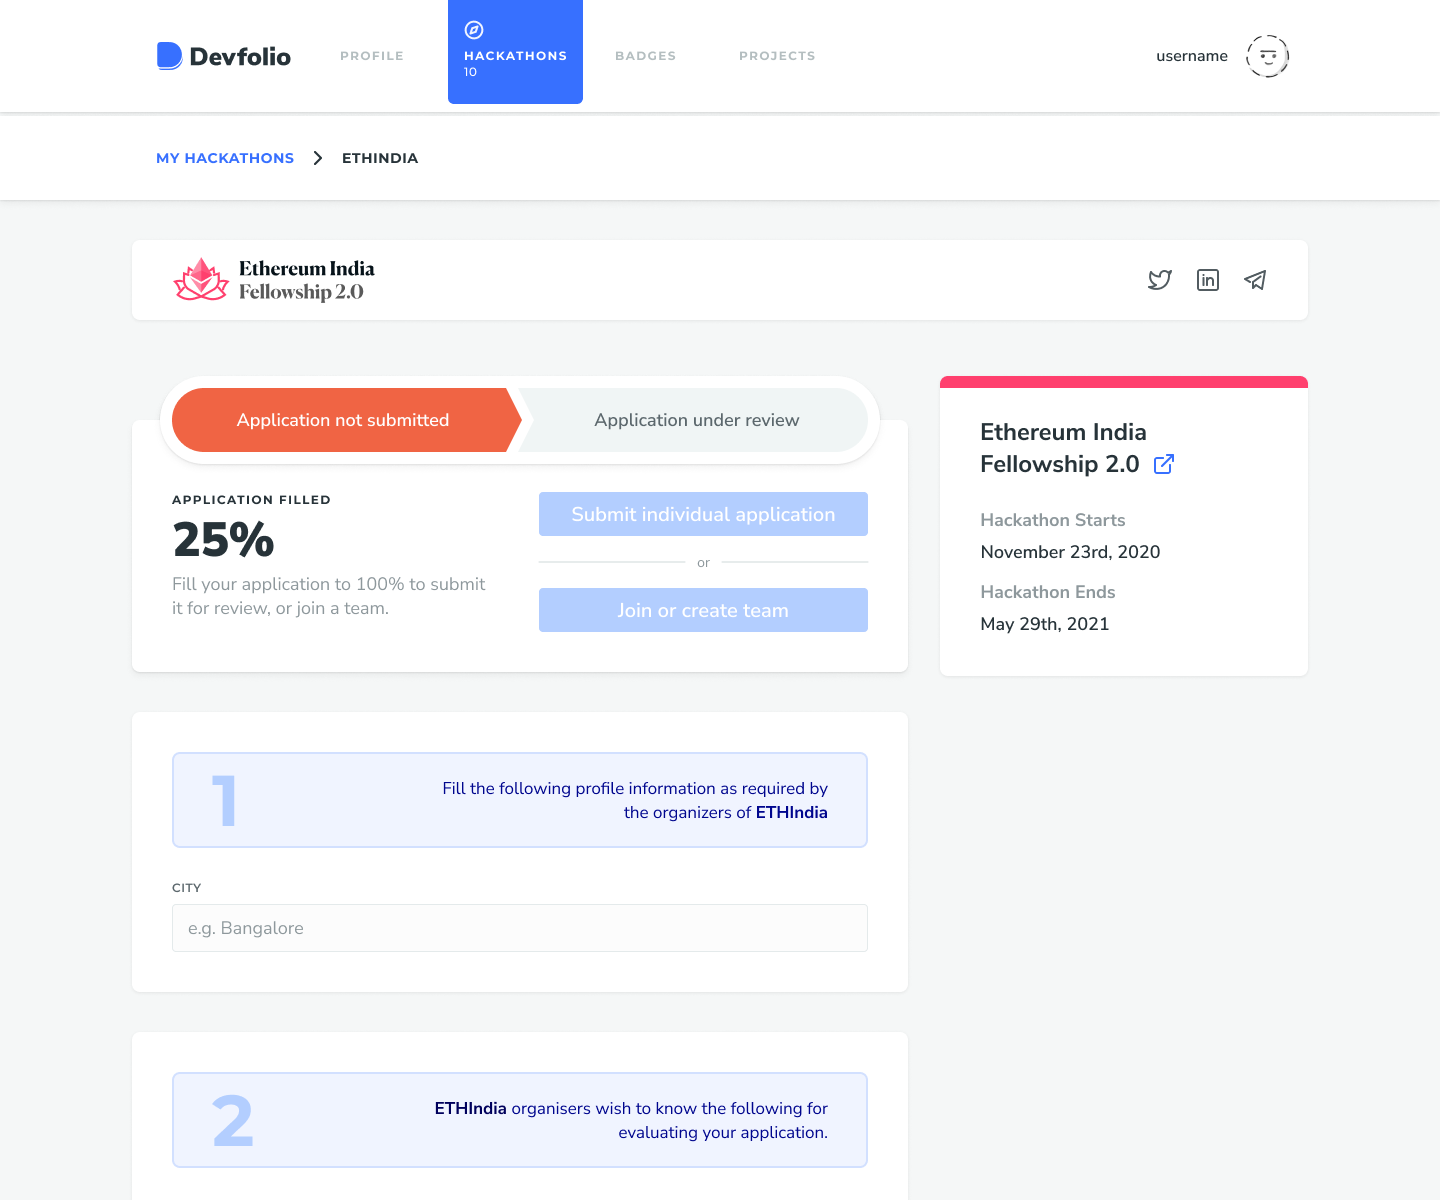 Devfolio
PROFILE
HACKATHONS
10
BADGES
PROJECTS
username
MY HACKATHONS
ETHINDIA
Ethereum India
Fellowship 2.0
in
Application not submitted
Application under review
APPLICATION FILLED
25%
Fill your application to 100% to submit
it for review, or join a team.
Submit individual application
or
Join or create team
Ethereum India
Fellowship 2.0
Hackathon Starts
November 23rd, 2020
Hackathon Ends
May 29th, 2021
1
Fill the following profile information as required by
the organizers of ETHIndia
CITY
e.g. Bangalore
2
ETHIndia organisers wish to know the following for
evaluating your application.